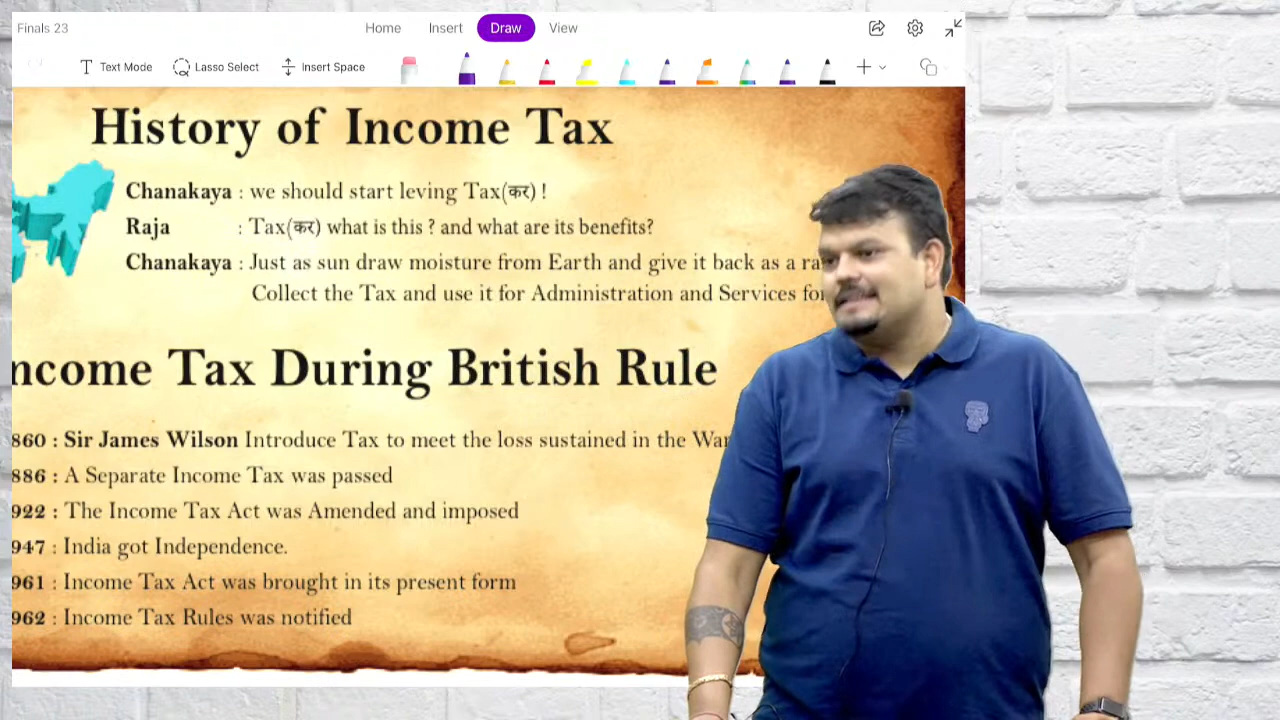 Finals 23
Home Insert Draw View
Text Mode Lasso Select Insert Space
History of Income Tax
Chanakaya : we should start leving Tax(कर) !
Raja : Tax(कर) what is this ? and what are its benefits?
Chanakaya : Just as sun draw moisture from Earth and give it back as a
Collect the Tax and use it for Administration and Services
ncome Tax During British Rule
860 : Sir James Wilson Introduce Tax to meet the loss sustained in the War
886 : A Separate Income Tax was passed
922 : The Income Tax Act was Amended and imposed
947 : India got Independence.
961 : Income Tax Act was brought in its present form
962 : Income Tax Rules was notified